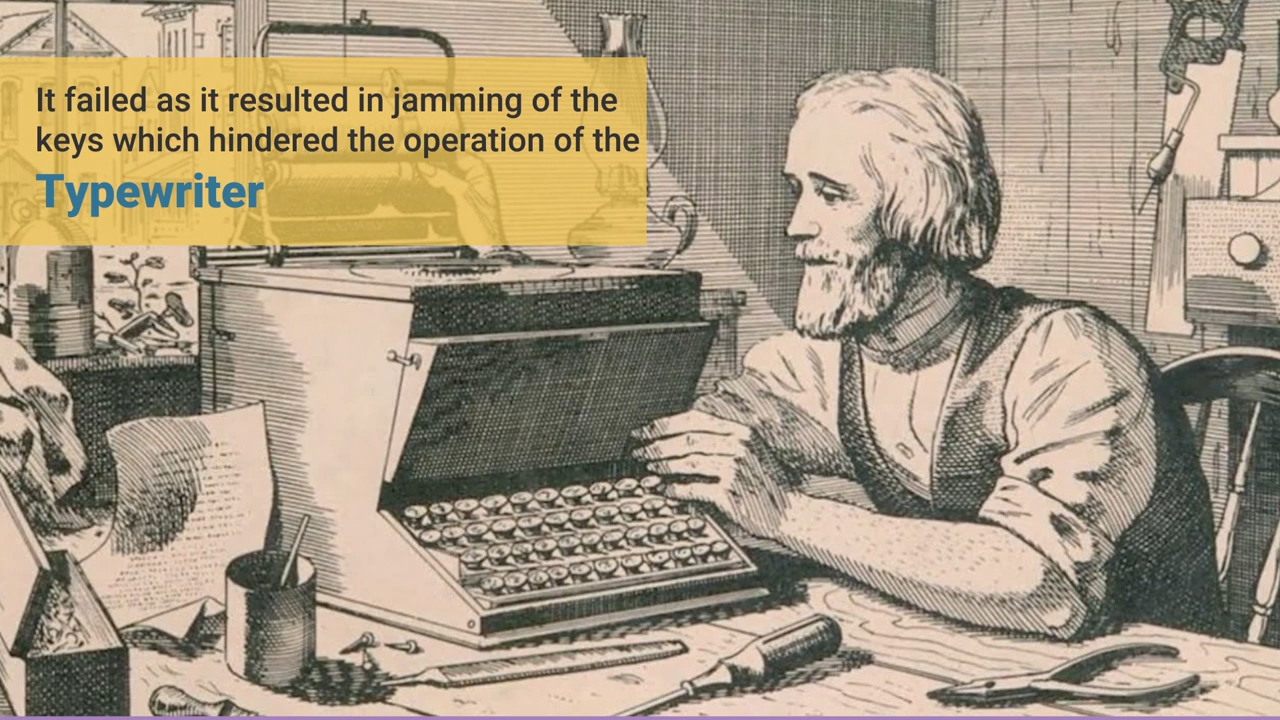 It failed as it resulted in jamming of the
keys which hindered the operation of the
Typewriter